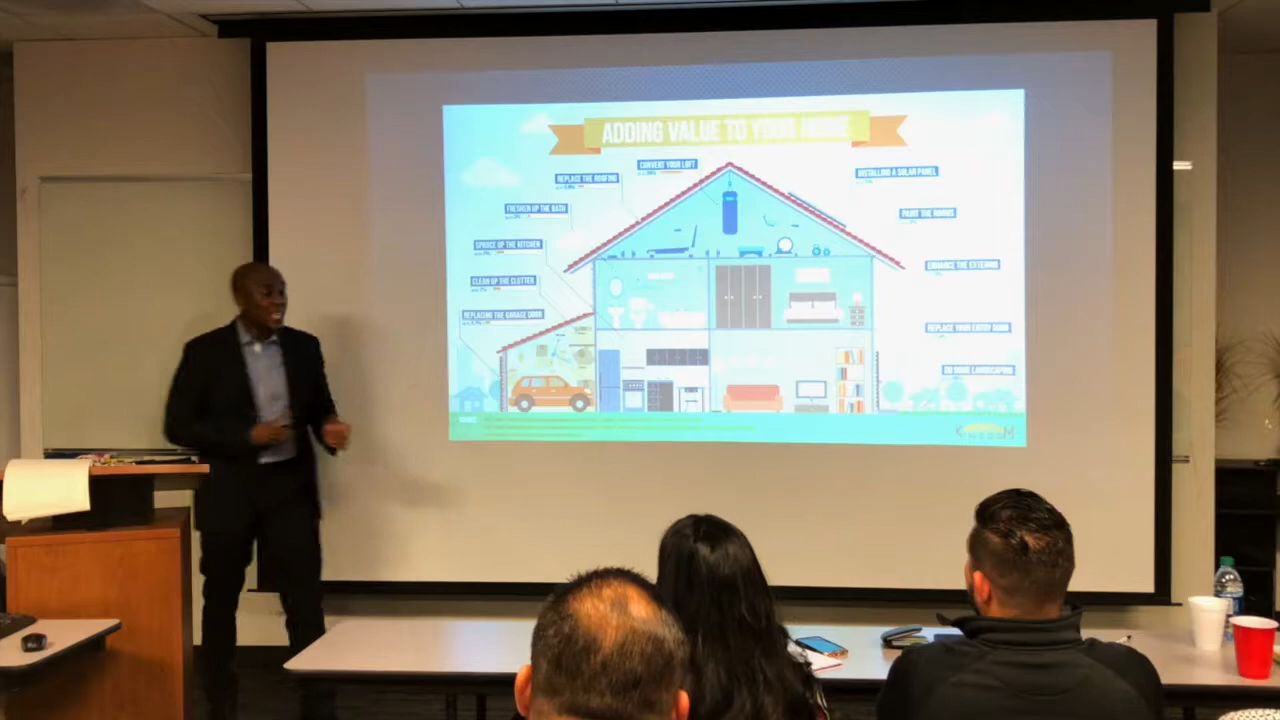 ADDING VALUE TO YOUR HOME
CONVERT YOUR LOFT
REPLACE THE ROOFING
FRESHEN UP THE BATH
SPRUCE UP THE KITCHEN
CLEAN UP THE CLUTTER
REPLACING THE GARAGE DOOR
INSTALLING A SOLAR PANEL
PAINT THE ROOMS
ENHANCE THE EXTERIOR
REPLACE YOUR ENTRY DOOR
DO SOME LANDSCAPING